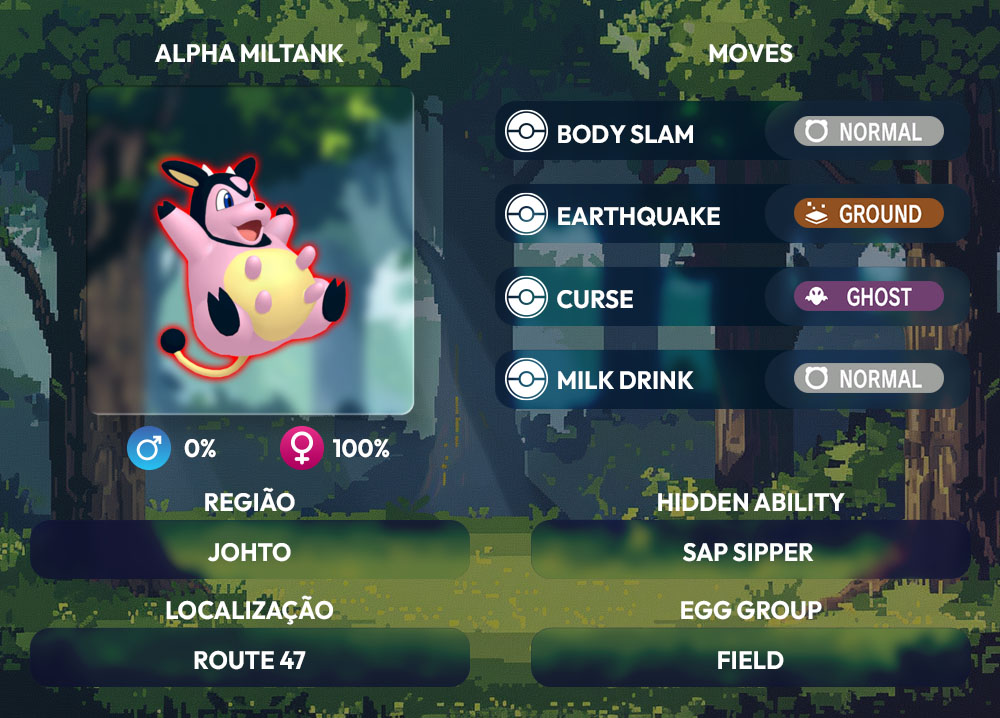 ALPHA MILTANK
0%
100%
REGIÃO
JOHTO
LOCALIZAÇÃO
ROUTE 47
MOVES
BODY SLAM NORMAL
EARTHQUAKE GROUND
CURSE GHOST
MILK DRINK NORMAL
HIDDEN ABILITY
SAP SIPPER
EGG GROUP
FIELD